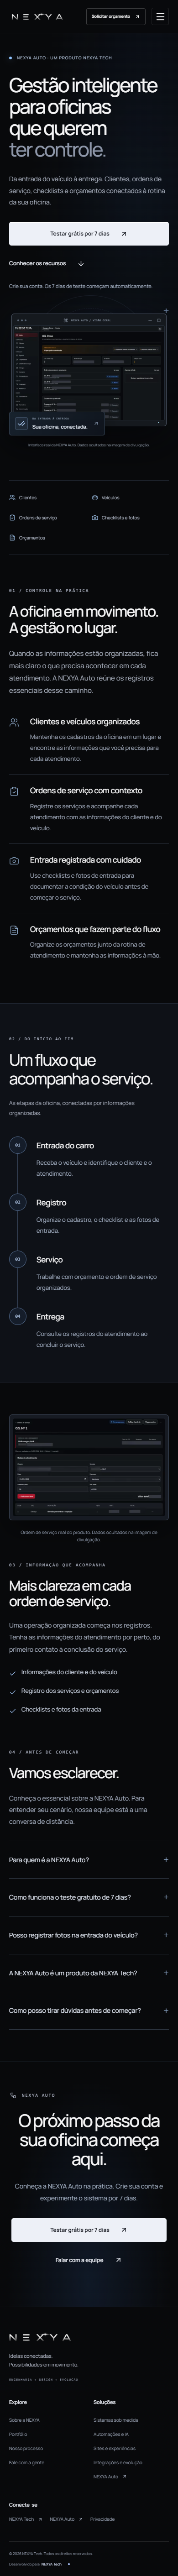 NEXYA
Solicitar orçamento
NEXYA AUTO · UM PRODUTO NEXYA TECH
Gestão inteligente
para oficinas
que querem
ter controle.
Da entrada do veículo à entrega. Clientes, ordens de
serviço, checklists e orçamentos conectados à rotina
da sua oficina.
Testar grátis por 7 dias
Conhecer os recursos
Crie sua conta. Os 7 dias de teste começam automaticamente.
Sua oficina, conectada.
Interface real da NEXYA Auto. Dados ocultados na imagem de divulgação.
Clientes
Veículos
Ordens de serviço
Checklists e fotos
Orçamentos
01 / CONTROLE NA PRÁTICA
A oficina em movimento.
A gestão no lugar.
Quando as informações estão organizadas, fica
mais claro o que precisa acontecer em cada
atendimento. A NEXYA Auto reúne os registros
essenciais desse caminho.
Clientes e veículos organizados
Mantenha os cadastros da oficina em um lugar e
encontre as informações que você precisa para
cada atendimento.
Ordens de serviço com contexto
Registre os serviços e acompanhe cada
atendimento com as informações do cliente e do
veículo.
Entrada registrada com cuidado
Use checklists e fotos de entrada para
documentar a condição do veículo antes de
começar o serviço.
Orçamentos que fazem parte do fluxo
Organize os orçamentos junto da rotina de
atendimento e mantenha as informações à mão.
02 / DO INÍCIO AO FIM
Um fluxo que
acompanha o serviço.
As etapas da oficina, conectadas por informações
organizadas.
01
Entrada do carro
Receba o veículo e identifique o cliente e o
atendimento.
02
Registro
Organize o cadastro, o checklist e as fotos de
entrada.
03
Serviço
Trabalhe com orçamento e ordem de serviço
organizados.
04
Entrega
Consulte os registros do atendimento ao
concluir o serviço.
Ordem de serviço real do produto. Dados ocultados na imagem de
divulgação.
03 / INFORMAÇÃO QUE ACOMPANHA
Mais clareza em cada
ordem de serviço.
Uma operação organizada começa nos registros.
Tenha as informações do atendimento por perto, do
primeiro contato à conclusão do serviço.
Informações do cliente e do veículo
Registro dos serviços e orçamentos
Checklists e fotos da entrada
04 / ANTES DE COMEÇAR
Vamos esclarecer.
Conheça o essencial sobre a NEXYA Auto. Para
entender seu cenário, nossa equipe está a uma
conversa de distância.
Para quem é a NEXYA Auto?
Como funciona o teste gratuito de 7 dias?
Posso registrar fotos na entrada do veículo?
A NEXYA Auto é um produto da NEXYA Tech?
Como posso tirar dúvidas antes de começar?
NEXYA AUTO
O próximo passo da
sua oficina começa
aqui.
Conheça a NEXYA Auto na prática. Crie sua conta e
experimente o sistema por 7 dias.
Testar grátis por 7 dias
Falar com a equipe
NEXYA
Ideias conectadas.
Possibilidades em movimento.
ENGENHARIA • DESIGN • EVOLUÇÃO
Explore
Soluções
Sobre a NEXYA
Sistemas sob medida
Portfólio
Automações e IA
Nosso processo
Sites e experiências
Fale com a gente
Integrações e evolução
NEXYA Auto
Conecte-se
NEXYA Tech
NEXYA Auto
Privacidade
© 2026 NEXYA Tech. Todos os direitos reservados.
Desenvolvido pela NEXYA Tech